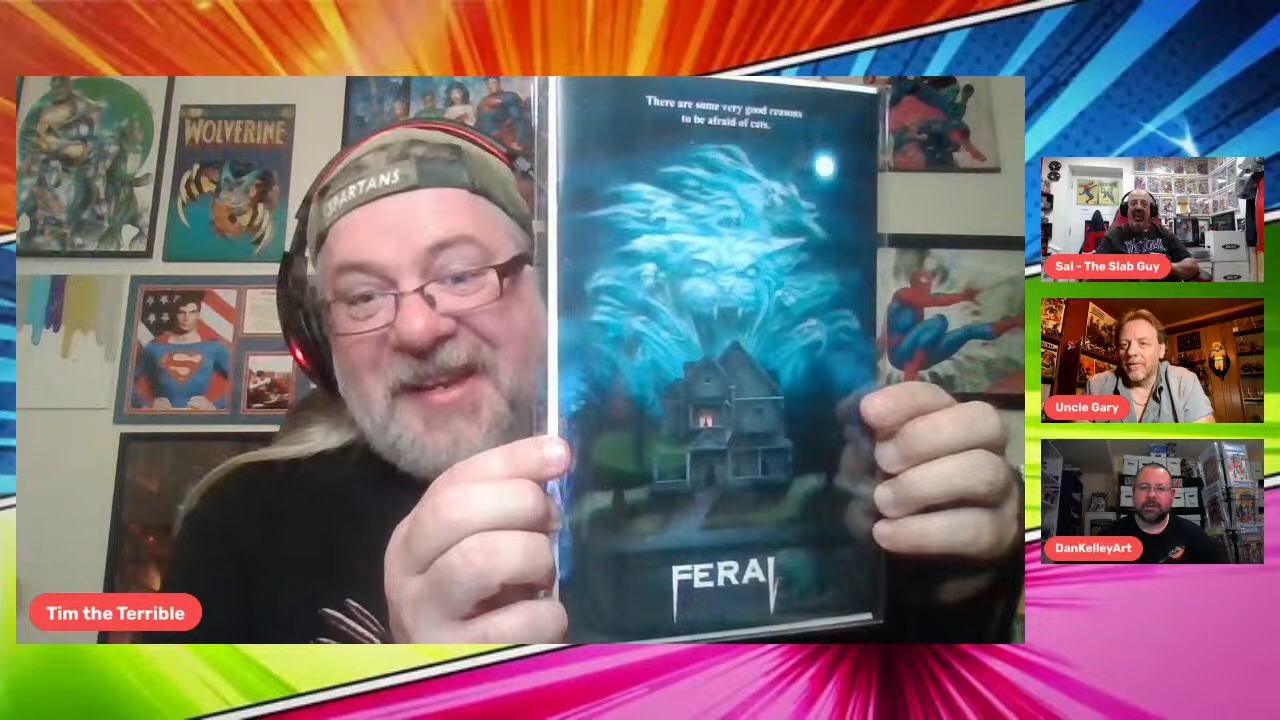 There are some very good reasons
to be afraid of cats.
WOLVERINE
SPARTANS
FERAL
Tim the Terrible
Sal - The Slab Guy
Uncle Gary
DanKelleyArt